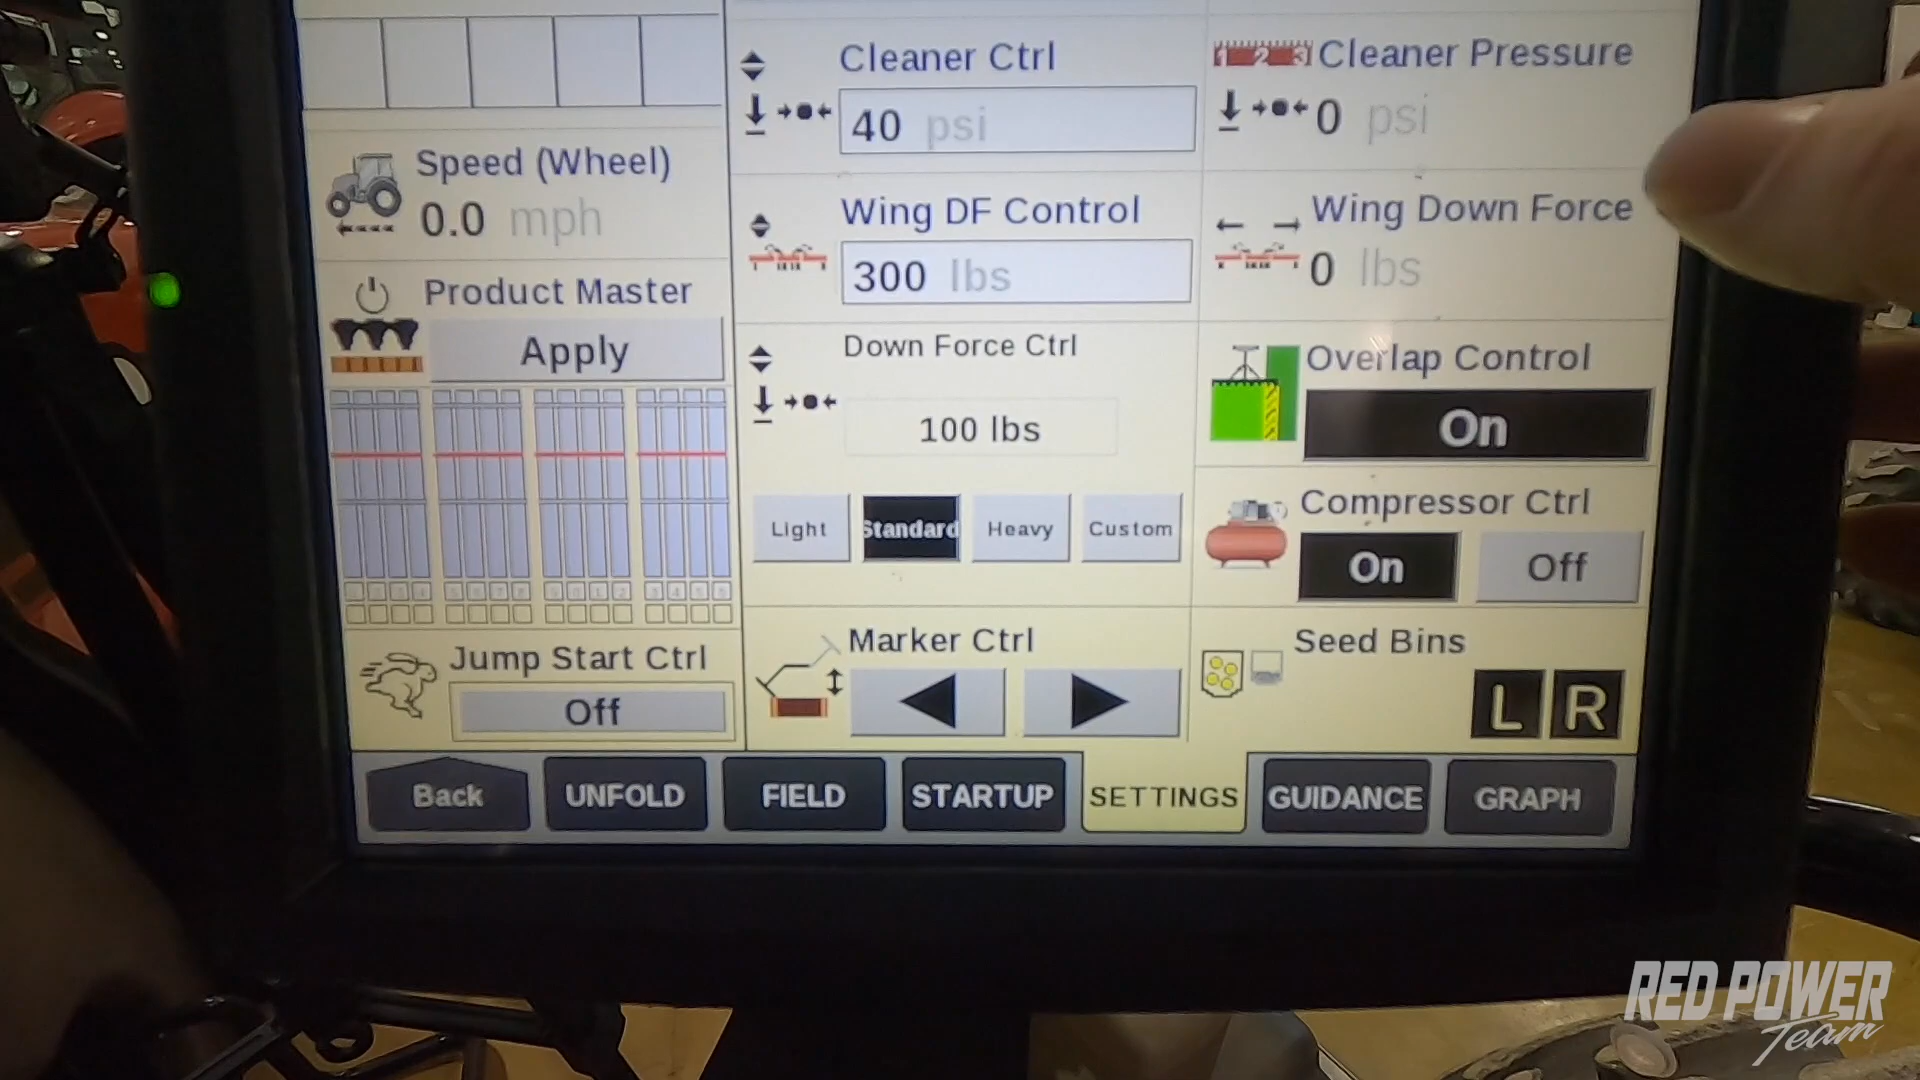 Speed (Wheel)
0.0 mph
Product Master
Apply
Jump Start Ctrl
Off
Cleaner Ctrl
40 psi
Wing DF Control
300 lbs
Down Force Ctrl
100 lbs
Light Standard Heavy Custom
Marker Ctrl
1 2 3 Cleaner Pressure
0 psi
Wing Down Force
0 lbs
Overlap Control
On
Compressor Ctrl
On Off
Seed Bins
L R
Back UNFOLD FIELD STARTUP SETTINGS GUIDANCE GRAPH
RED POWER
Team